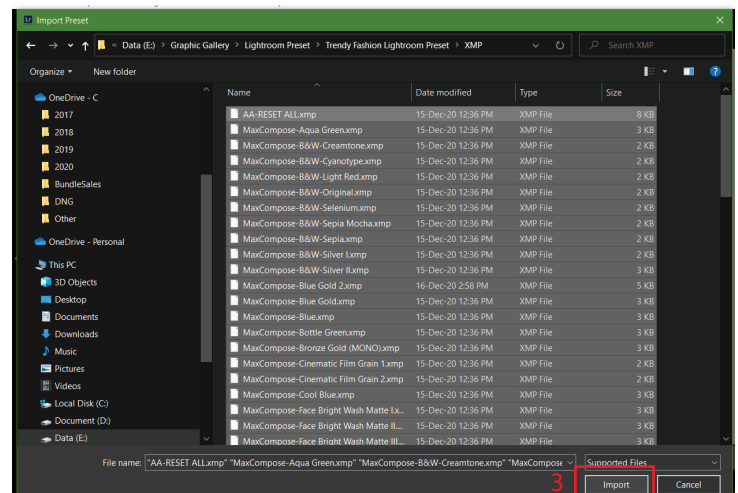 Import Preset
« Data (E:) > Graphic Gallery > Lightroom Preset > Trendy Fashion Lightroom Preset > XMP Search XMP
Organize New folder
OneDrive - C
2017
2018
2019
2020
BundleSales
DNG
Other
OneDrive - Personal
This PC
3D Objects
Desktop
Documents
Downloads
Music
Pictures
Videos
Local Disk (C:)
Document (D:)
Data (E:)
Name Date modified Type Size
AA-RESET ALL.xmp 15-Dec-20 12:36 PM XMP File 8 KB
MaxCompose-Aqua Green.xmp 15-Dec-20 12:36 PM XMP File 3 KB
MaxCompose-B&W-Creamtone.xmp 15-Dec-20 12:36 PM XMP File 2 KB
MaxCompose-B&W-Cyanotype.xmp 15-Dec-20 12:36 PM XMP File 2 KB
MaxCompose-B&W-Light Red.xmp 15-Dec-20 12:36 PM XMP File 2 KB
MaxCompose-B&W-Original.xmp 15-Dec-20 12:36 PM XMP File 2 KB
MaxCompose-B&W-Selenium.xmp 15-Dec-20 12:36 PM XMP File 2 KB
MaxCompose-B&W-Sepia Mocha.xmp 15-Dec-20 12:36 PM XMP File 2 KB
MaxCompose-B&W-Sepia.xmp 15-Dec-20 12:36 PM XMP File 2 KB
MaxCompose-B&W-Silver I.xmp 15-Dec-20 12:36 PM XMP File 2 KB
MaxCompose-B&W-Silver II.xmp 15-Dec-20 12:36 PM XMP File 3 KB
MaxCompose-Blue Gold 2.xmp 16-Dec-20 2:58 PM XMP File 5 KB
MaxCompose-Blue Gold.xmp 15-Dec-20 12:36 PM XMP File 3 KB
MaxCompose-Blue.xmp 15-Dec-20 12:36 PM XMP File 3 KB
MaxCompose-Bottle Green.xmp 15-Dec-20 12:36 PM XMP File 3 KB
MaxCompose-Bronze Gold (MONO).xmp 15-Dec-20 12:36 PM XMP File 3 KB
MaxCompose-Cinematic Film Grain 1.xmp 15-Dec-20 12:36 PM XMP File 2 KB
MaxCompose-Cinematic Film Grain 2.xmp 15-Dec-20 12:36 PM XMP File 2 KB
MaxCompose-Cool Blue.xmp 15-Dec-20 12:36 PM XMP File 3 KB
MaxCompose-Face Bright Wash Matte I.x... 15-Dec-20 12:36 PM XMP File 3 KB
MaxCompose-Face Bright Wash Matte II.... 15-Dec-20 12:36 PM XMP File 3 KB
MaxCompose-Face Bright Wash Matte III.... 15-Dec-20 12:36 PM XMP File 3 KB
File name: "AA-RESET ALL.xmp" "MaxCompose-Aqua Green.xmp" "MaxCompose-B&W-Creamtone.xmp" "MaxCompose Supported Files
3 Import Cancel